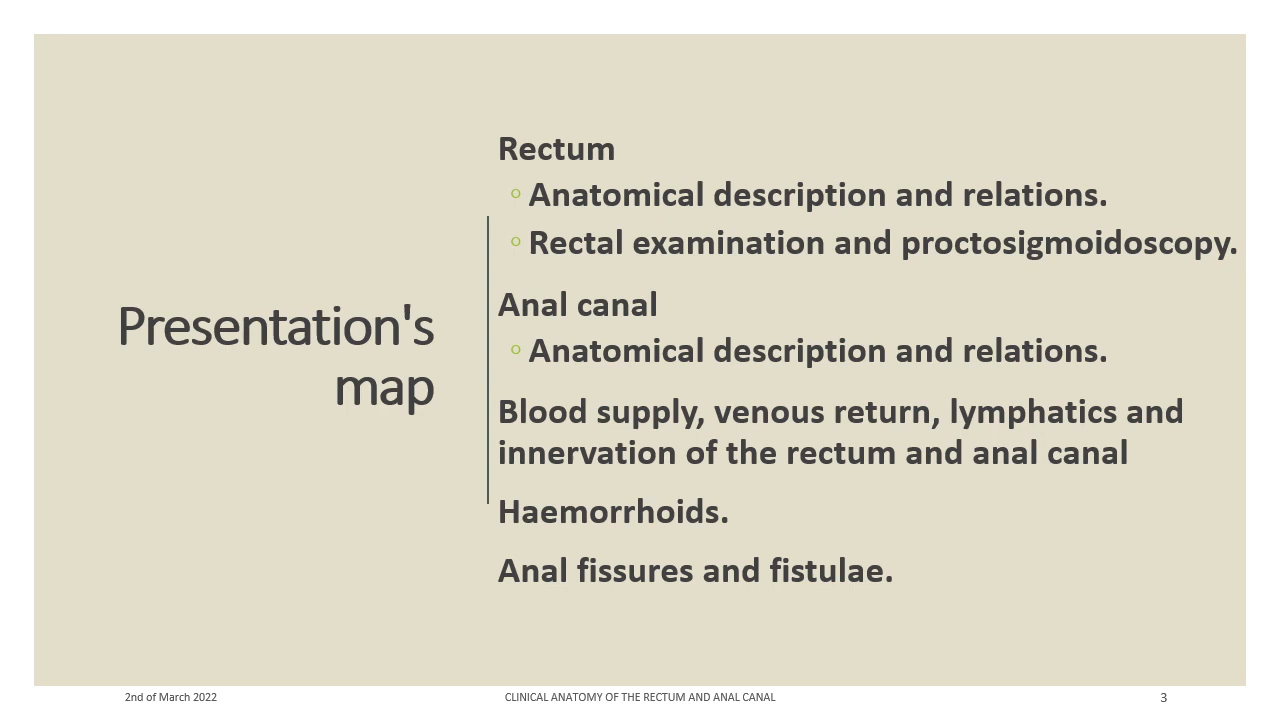 Presentation's
map
Rectum
◦ Anatomical description and relations.
◦ Rectal examination and proctosigmoidoscopy.
Anal canal
◦ Anatomical description and relations.
Blood supply, venous return, lymphatics and
innervation of the rectum and anal canal
Haemorrhoids.
Anal fissures and fistulae.
2nd of March 2022
CLINICAL ANATOMY OF THE RECTUM AND ANAL CANAL
3